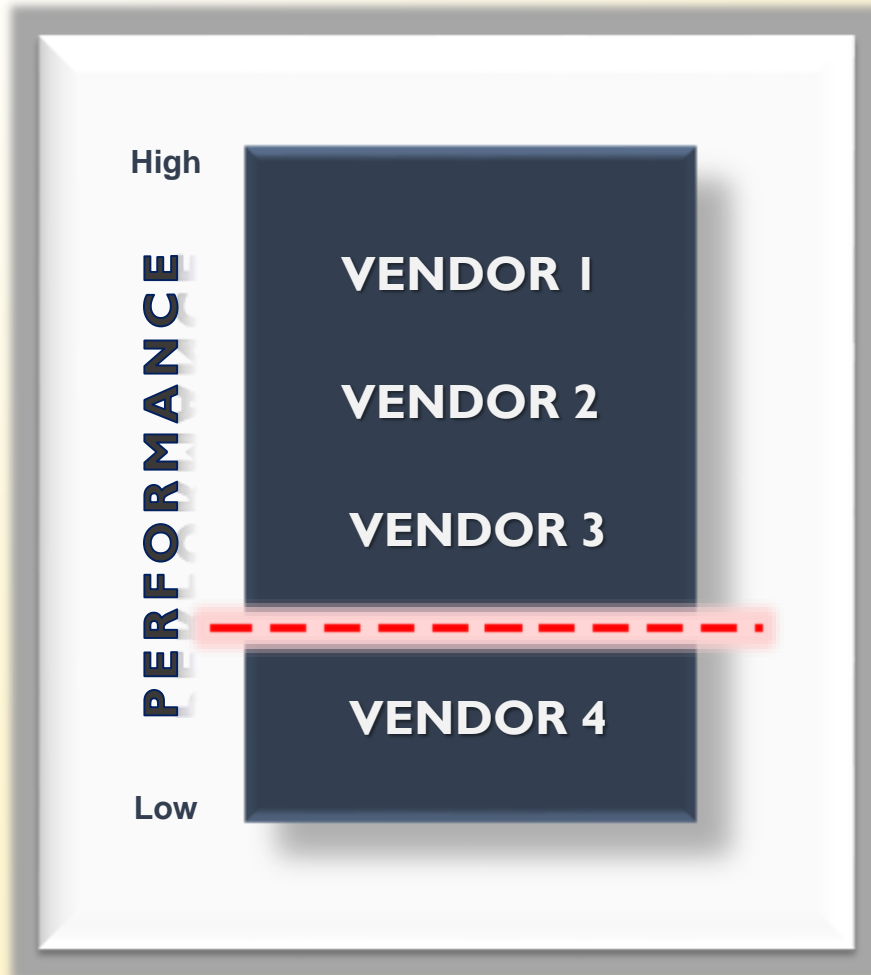 High
PERFORMANCE
VENDOR 1
VENDOR 2
VENDOR 3
VENDOR 4
Low